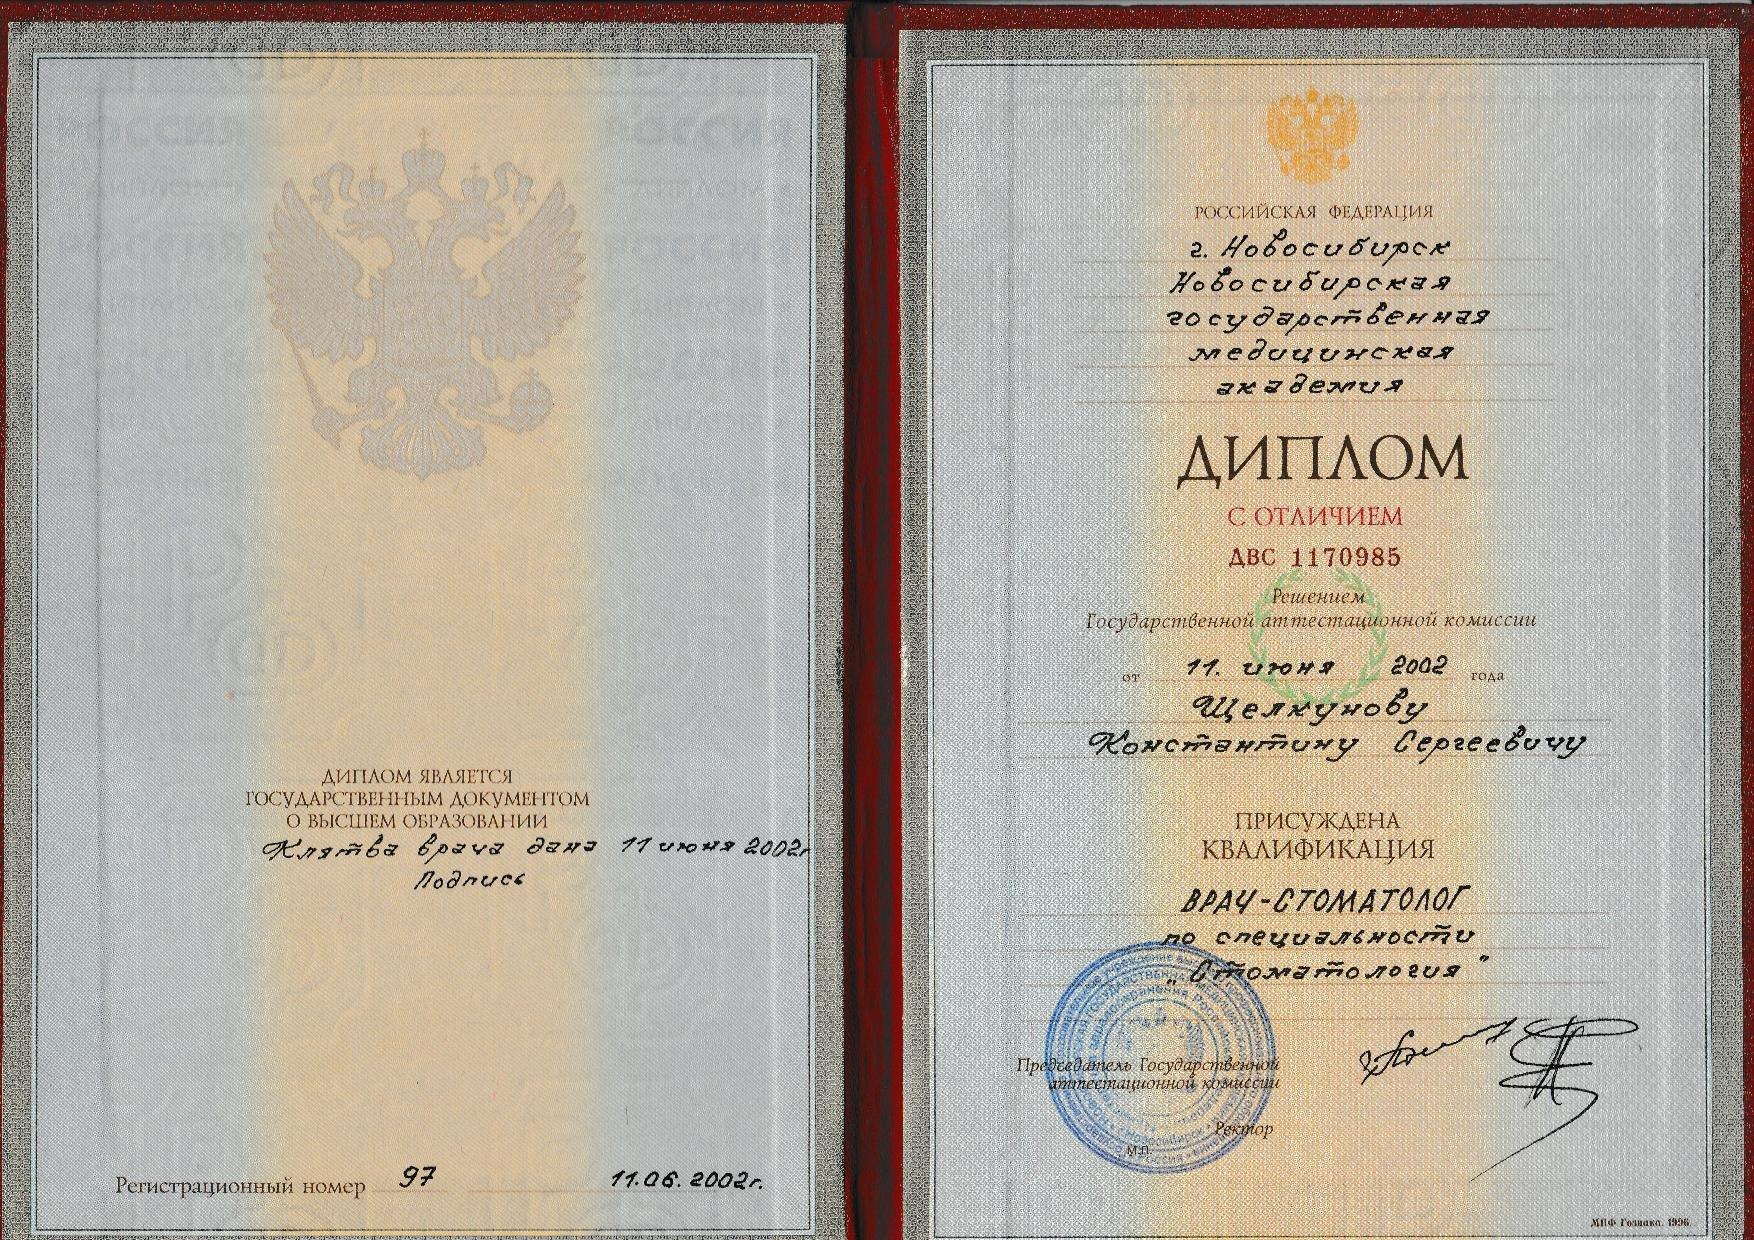 ДИПЛОМ ЯВЛЯЕТСЯ
ГОСУДАРСТВЕННЫМ ДОКУМЕНТОМ
О ВЫСШЕМ ОБРАЗОВАНИИ
Клятва врача дана 11 июня 2002г
Подпись
Регистрационный номер 97 11.06.2002г.
РОССИЙСКАЯ ФЕДЕРАЦИЯ
г. Новосибирск
Новосибирская
государственная
медицинская
академия
ДИПЛОМ
С ОТЛИЧИЕМ
ДВС 1170985
Решением
Государственной аттестационной комиссии
от 11. июня 2002 года
Щелкунову
Константину Сергеевичу
ПРИСУЖДЕНА
КВАЛИФИКАЦИЯ
ВРАЧ-СТОМАТОЛОГ
по специальности
„Стоматология"
Председатель Государственной
аттестационной комиссии
Ректор
М.П.
МПФ Гознака. 1996.